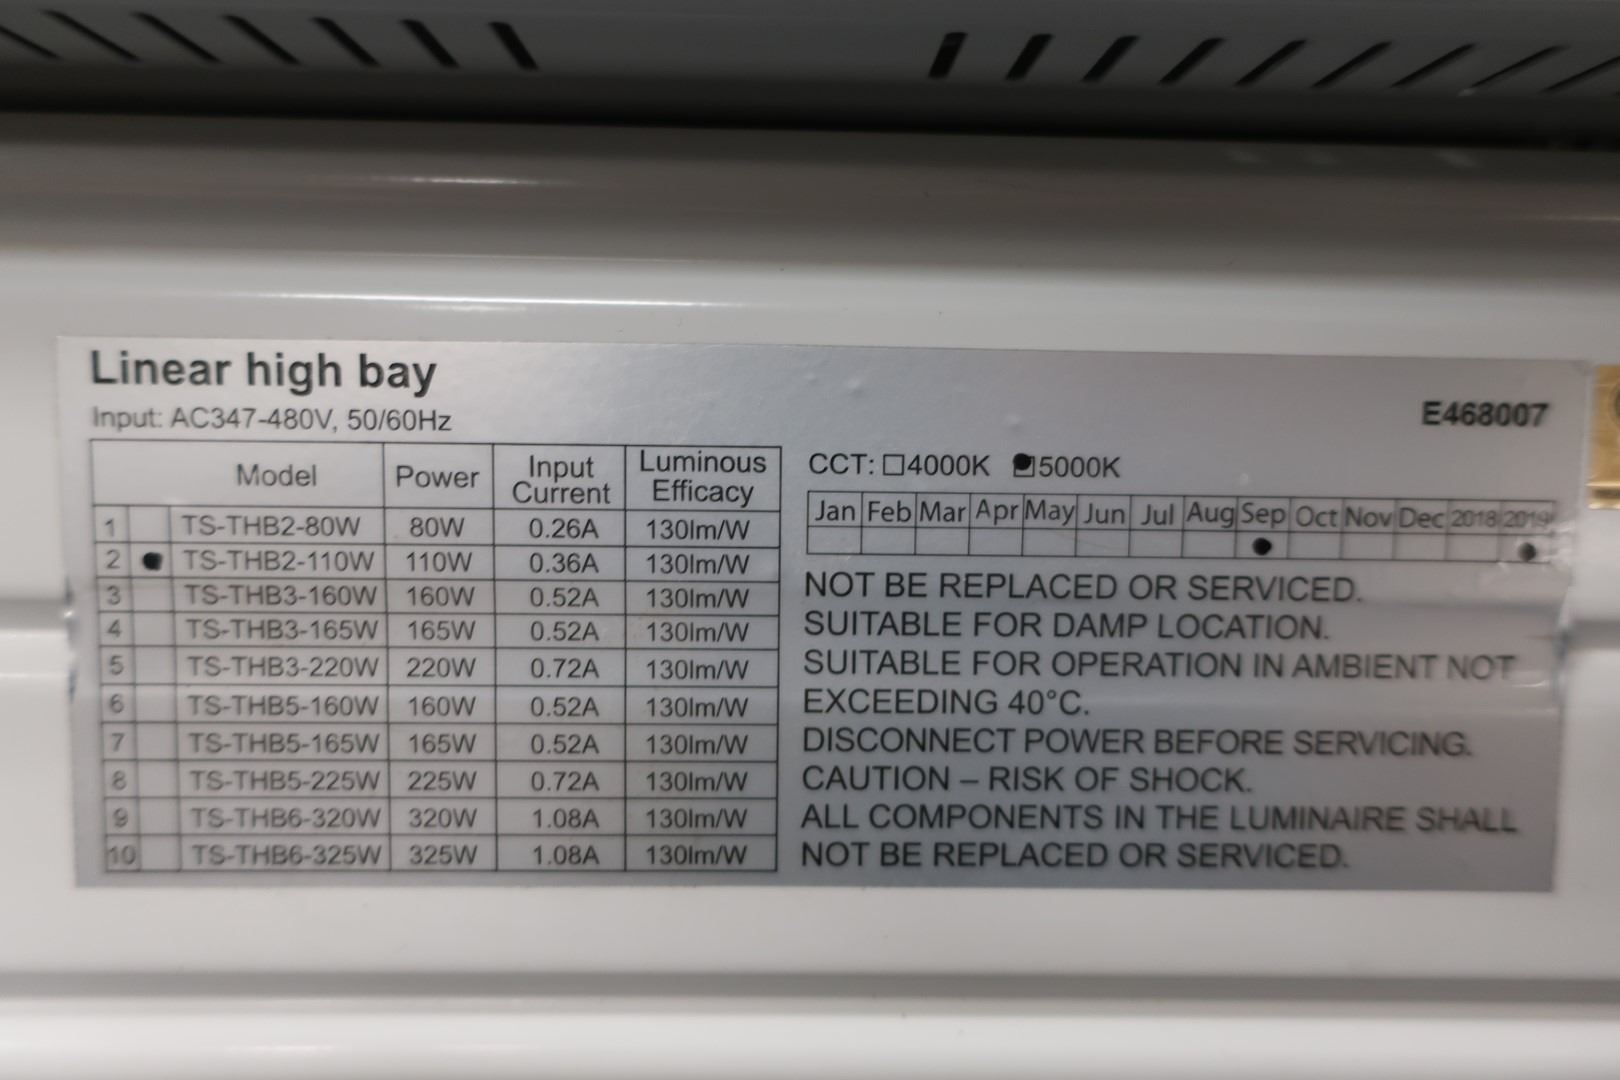 Linear high bay
Input: AC347-480V, 50/60Hz
E468007
Model Power Input Current Luminous Efficacy
1 TS-THB2-80W 80W 0.26A 130lm/W
2 ● TS-THB2-110W 110W 0.36A 130lm/W
3 TS-THB3-160W 160W 0.52A 130lm/W
4 TS-THB3-165W 165W 0.52A 130lm/W
5 TS-THB3-220W 220W 0.72A 130lm/W
6 TS-THB5-160W 160W 0.52A 130lm/W
7 TS-THB5-165W 165W 0.52A 130lm/W
8 TS-THB5-225W 225W 0.72A 130lm/W
9 TS-THB6-320W 320W 1.08A 130lm/W
10 TS-THB6-325W 325W 1.08A 130lm/W
CCT: □4000K ■5000K
Jan Feb Mar Apr May Jun Jul Aug Sep Oct Nov Dec 2018 2019
● ●
NOT BE REPLACED OR SERVICED.
SUITABLE FOR DAMP LOCATION.
SUITABLE FOR OPERATION IN AMBIENT NOT
EXCEEDING 40°C.
DISCONNECT POWER BEFORE SERVICING.
CAUTION – RISK OF SHOCK.
ALL COMPONENTS IN THE LUMINAIRE SHALL
NOT BE REPLACED OR SERVICED.